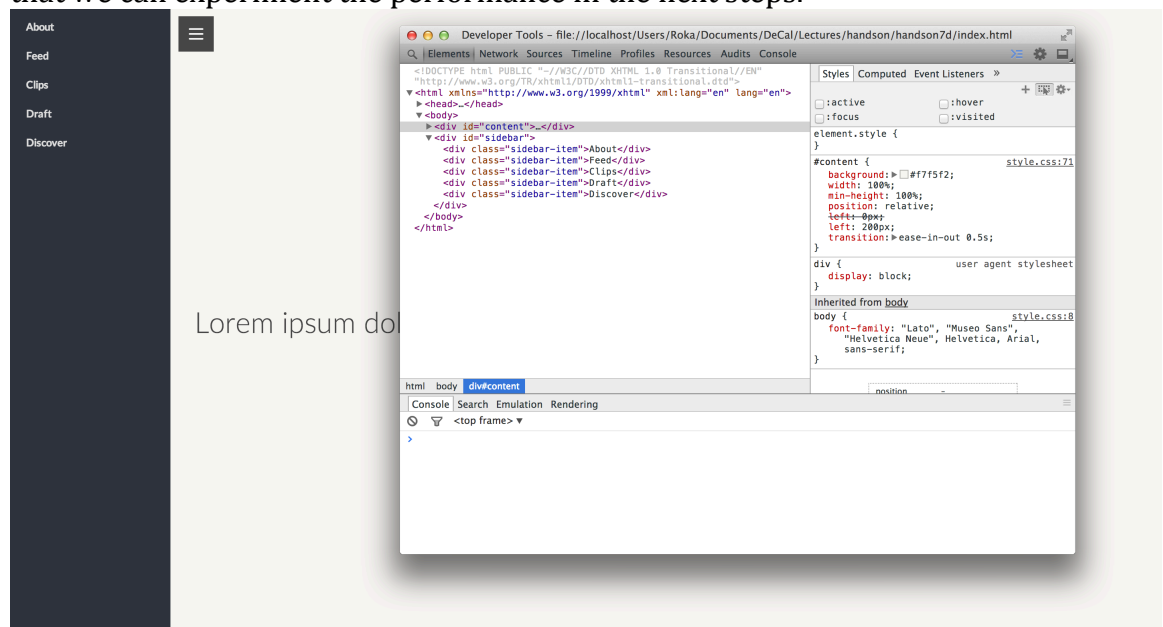 that we can experiment the performance in the next steps.
About
Feed
Clips
Draft
Discover
Lorem ipsum dol
Developer Tools – file://localhost/Users/Roka/Documents/DeCal/Lectures/handson/handson7d/index.html
Elements Network Sources Timeline Profiles Resources Audits Console
<!DOCTYPE html PUBLIC "-//W3C//DTD XHTML 1.0 Transitional//EN"
"http://www.w3.org/TR/xhtml1/DTD/xhtml1-transitional.dtd">
▼<html xmlns="http://www.w3.org/1999/xhtml" xml:lang="en" lang="en">
▶<head>…</head>
▼<body>
▶<div id="content">…</div>
▼<div id="sidebar">
<div class="sidebar-item">About</div>
<div class="sidebar-item">Feed</div>
<div class="sidebar-item">Clips</div>
<div class="sidebar-item">Draft</div>
<div class="sidebar-item">Discover</div>
</div>
</body>
</html>
html body div#content
Styles Computed Event Listeners »
:active :hover
:focus :visited
element.style {
}
#content { style.css:71
background:▶#f7f5f2;
width: 100%;
min-height: 100%;
position: relative;
left: 0px;
left: 200px;
transition:▶ease-in-out 0.5s;
}
div { user agent stylesheet
display: block;
}
Inherited from body
body { style.css:8
font-family: "Lato", "Museo Sans",
"Helvetica Neue", Helvetica, Arial,
sans-serif;
}
position –
Console Search Emulation Rendering
<top frame> ▼
>